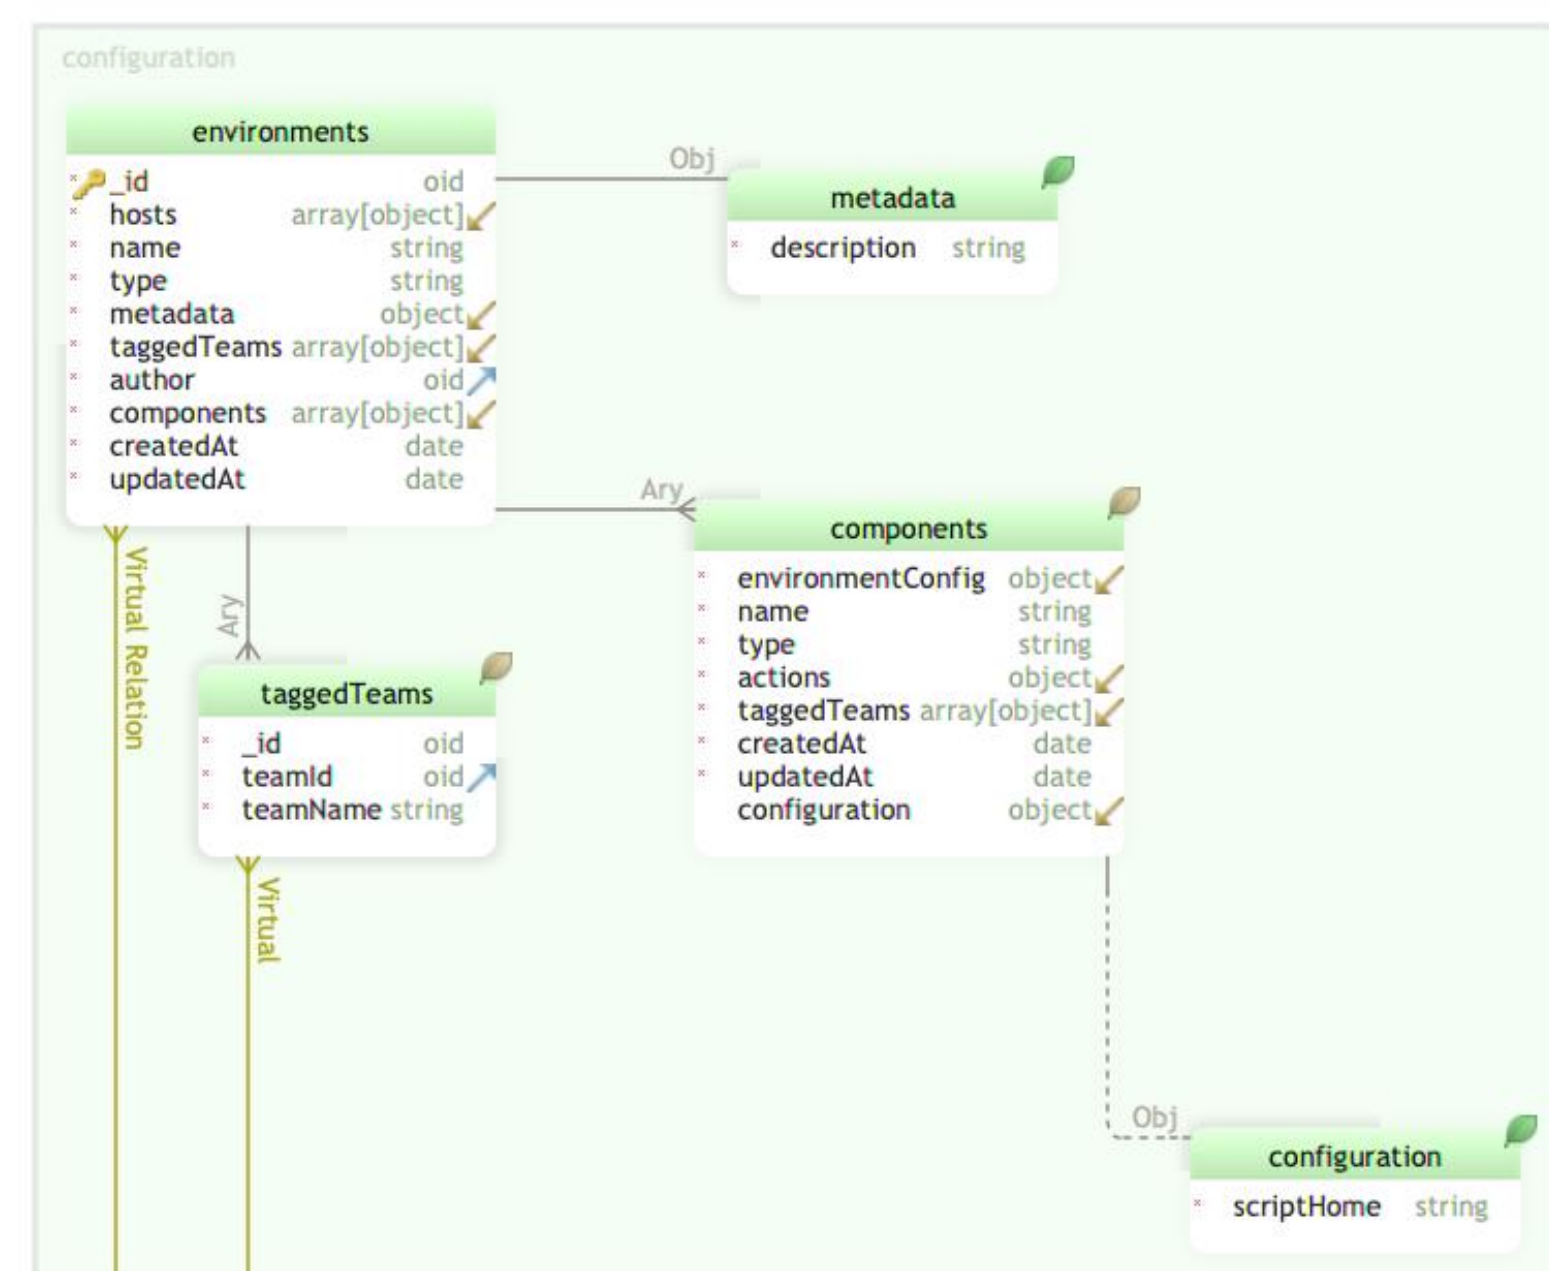 configuration
environments
_id oid
hosts array[object]
name string
type string
metadata object
taggedTeams array[object]
author oid
components array[object]
createdAt date
updatedAt date
Obj
metadata
description string
Ary
components
environmentConfig object
name string
type string
actions object
taggedTeams array[object]
createdAt date
updatedAt date
configuration object
Virtual Relation
Ary
taggedTeams
_id oid
teamId oid
teamName string
Virtual
Obj
configuration
scriptHome string